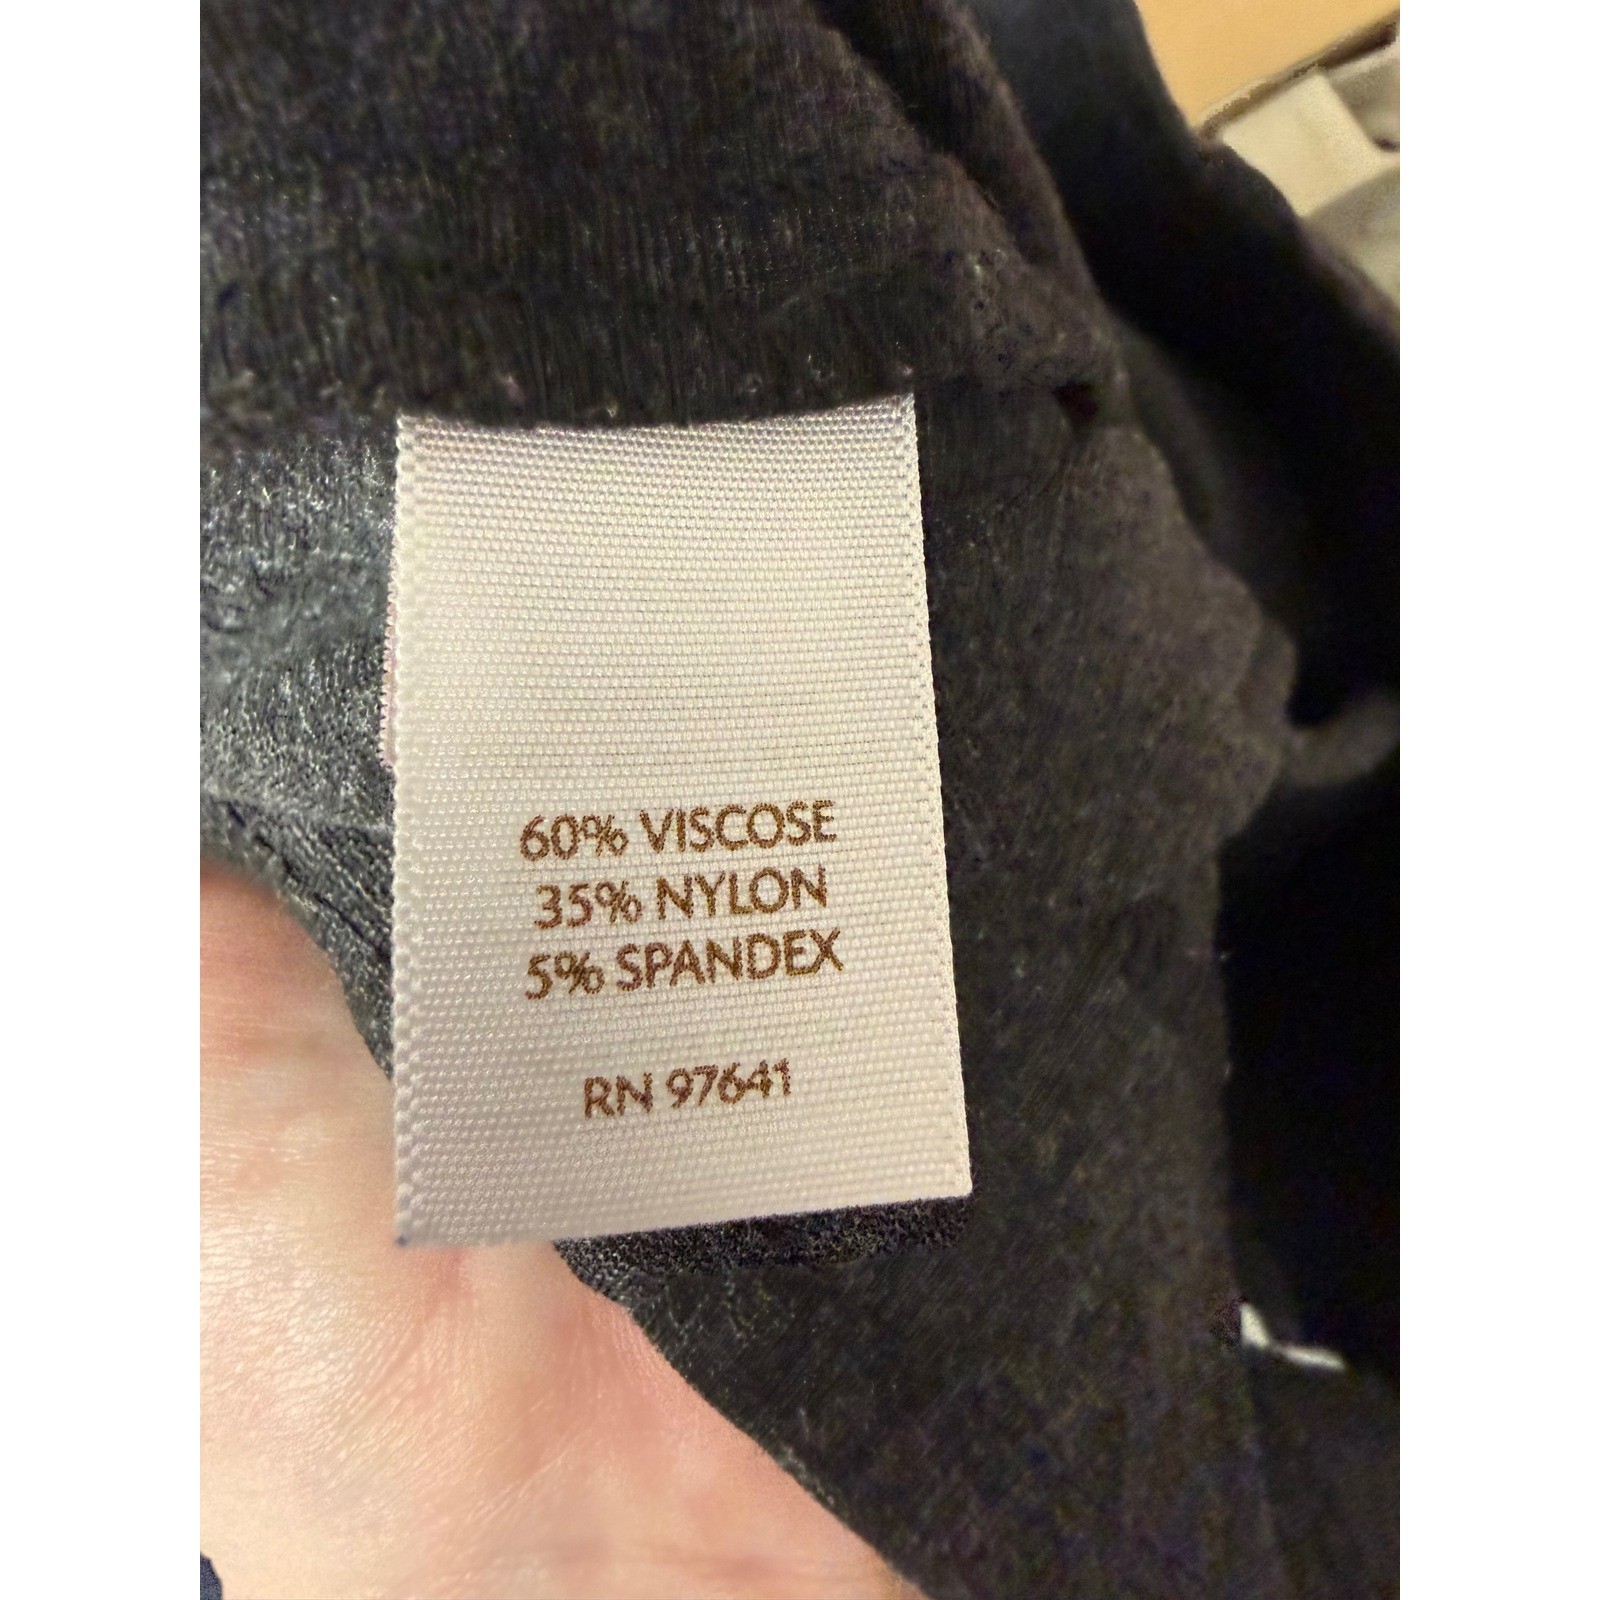 60% VISCOSE
35% NYLON
5% SPANDEX
RN 97641